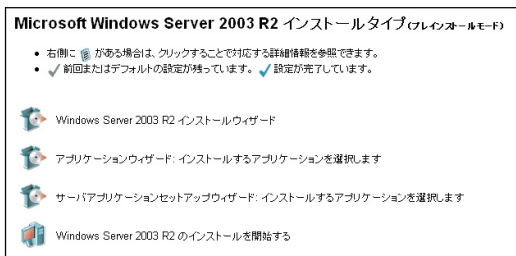 Microsoft Windows Server 2003 R2 インストールタイプ(プレインストールモード)
右側に がある場合は、クリックすることで対応する詳細情報を参照できます。
前回またはデフォルトの設定が残っています。 設定が完了しています。
Windows Server 2003 R2 インストールウィザード
アプリケーションウィザード: インストールするアプリケーションを選択します
サーバアプリケーションセットアップウィザード: インストールするアプリケーションを選択します
Windows Server 2003 R2 のインストールを開始する